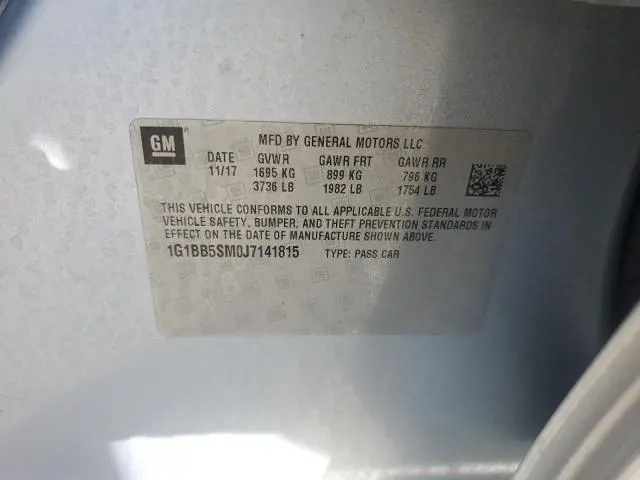 GM
MFD BY GENERAL MOTORS LLC
DATE GVWR GAWR FRT GAWR RR
11/17 1695 KG 899 KG 796 KG
3736 LB 1982 LB 1754 LB
THIS VEHICLE CONFORMS TO ALL APPLICABLE U.S. FEDERAL MOTOR
VEHICLE SAFETY, BUMPER, AND THEFT PREVENTION STANDARDS IN
EFFECT ON THE DATE OF MANUFACTURE SHOWN ABOVE.
1G1BB5SM0J7141815 TYPE: PASS CAR